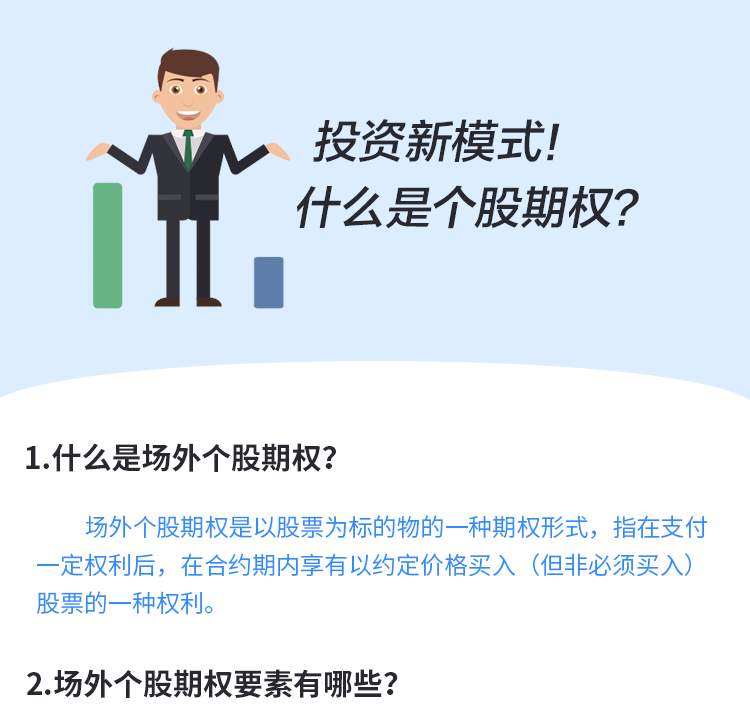 投资新模式!
什么是个股期权?
1.什么是场外个股期权?
场外个股期权是以股票为标的物的一种期权形式，指在支付
一定权利后，在合约期内享有以约定价格买入（但非必须买入）
股票的一种权利。
2.场外个股期权要素有哪些?